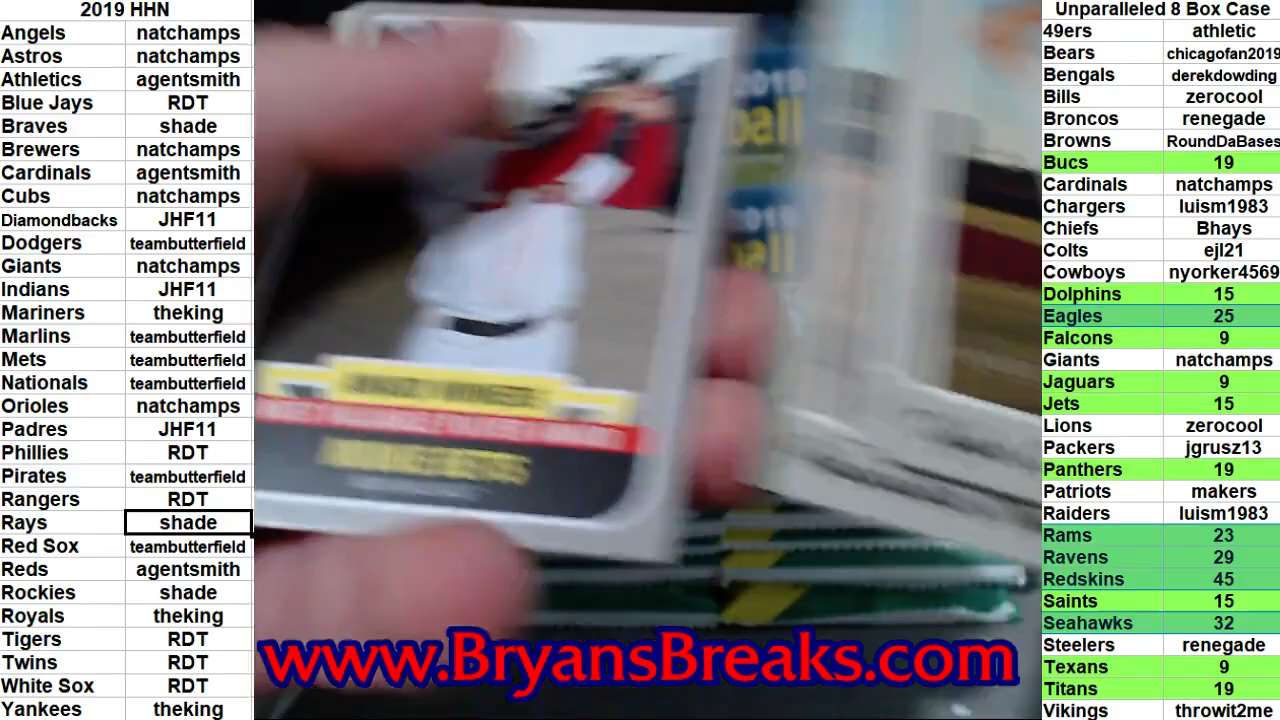 2019 HHN
Angels natchamps
Astros natchamps
Athletics agentsmith
Blue Jays RDT
Braves shade
Brewers natchamps
Cardinals agentsmith
Cubs natchamps
Diamondbacks JHF11
Dodgers teambutterfield
Giants natchamps
Indians JHF11
Mariners theking
Marlins teambutterfield
Mets teambutterfield
Nationals teambutterfield
Orioles natchamps
Padres JHF11
Phillies RDT
Pirates teambutterfield
Rangers RDT
Rays shade
Red Sox teambutterfield
Reds agentsmith
Rockies shade
Royals theking
Tigers RDT
Twins RDT
White Sox RDT
Yankees theking
2019
ball
2019
ball
www.BryansBreaks.com
Unparalleled 8 Box Case
49ers athletic
Bears chicagofan2019
Bengals derekdowding
Bills zerocool
Broncos renegade
Browns RoundDaBases
Bucs 19
Cardinals natchamps
Chargers luism1983
Chiefs Bhays
Colts ejl21
Cowboys nyorker4569
Dolphins 15
Eagles 25
Falcons 9
Giants natchamps
Jaguars 9
Jets 15
Lions zerocool
Packers jgrusz13
Panthers 19
Patriots makers
Raiders luism1983
Rams 23
Ravens 29
Redskins 45
Saints 15
Seahawks 32
Steelers renegade
Texans 9
Titans 19
Vikings throwit2me